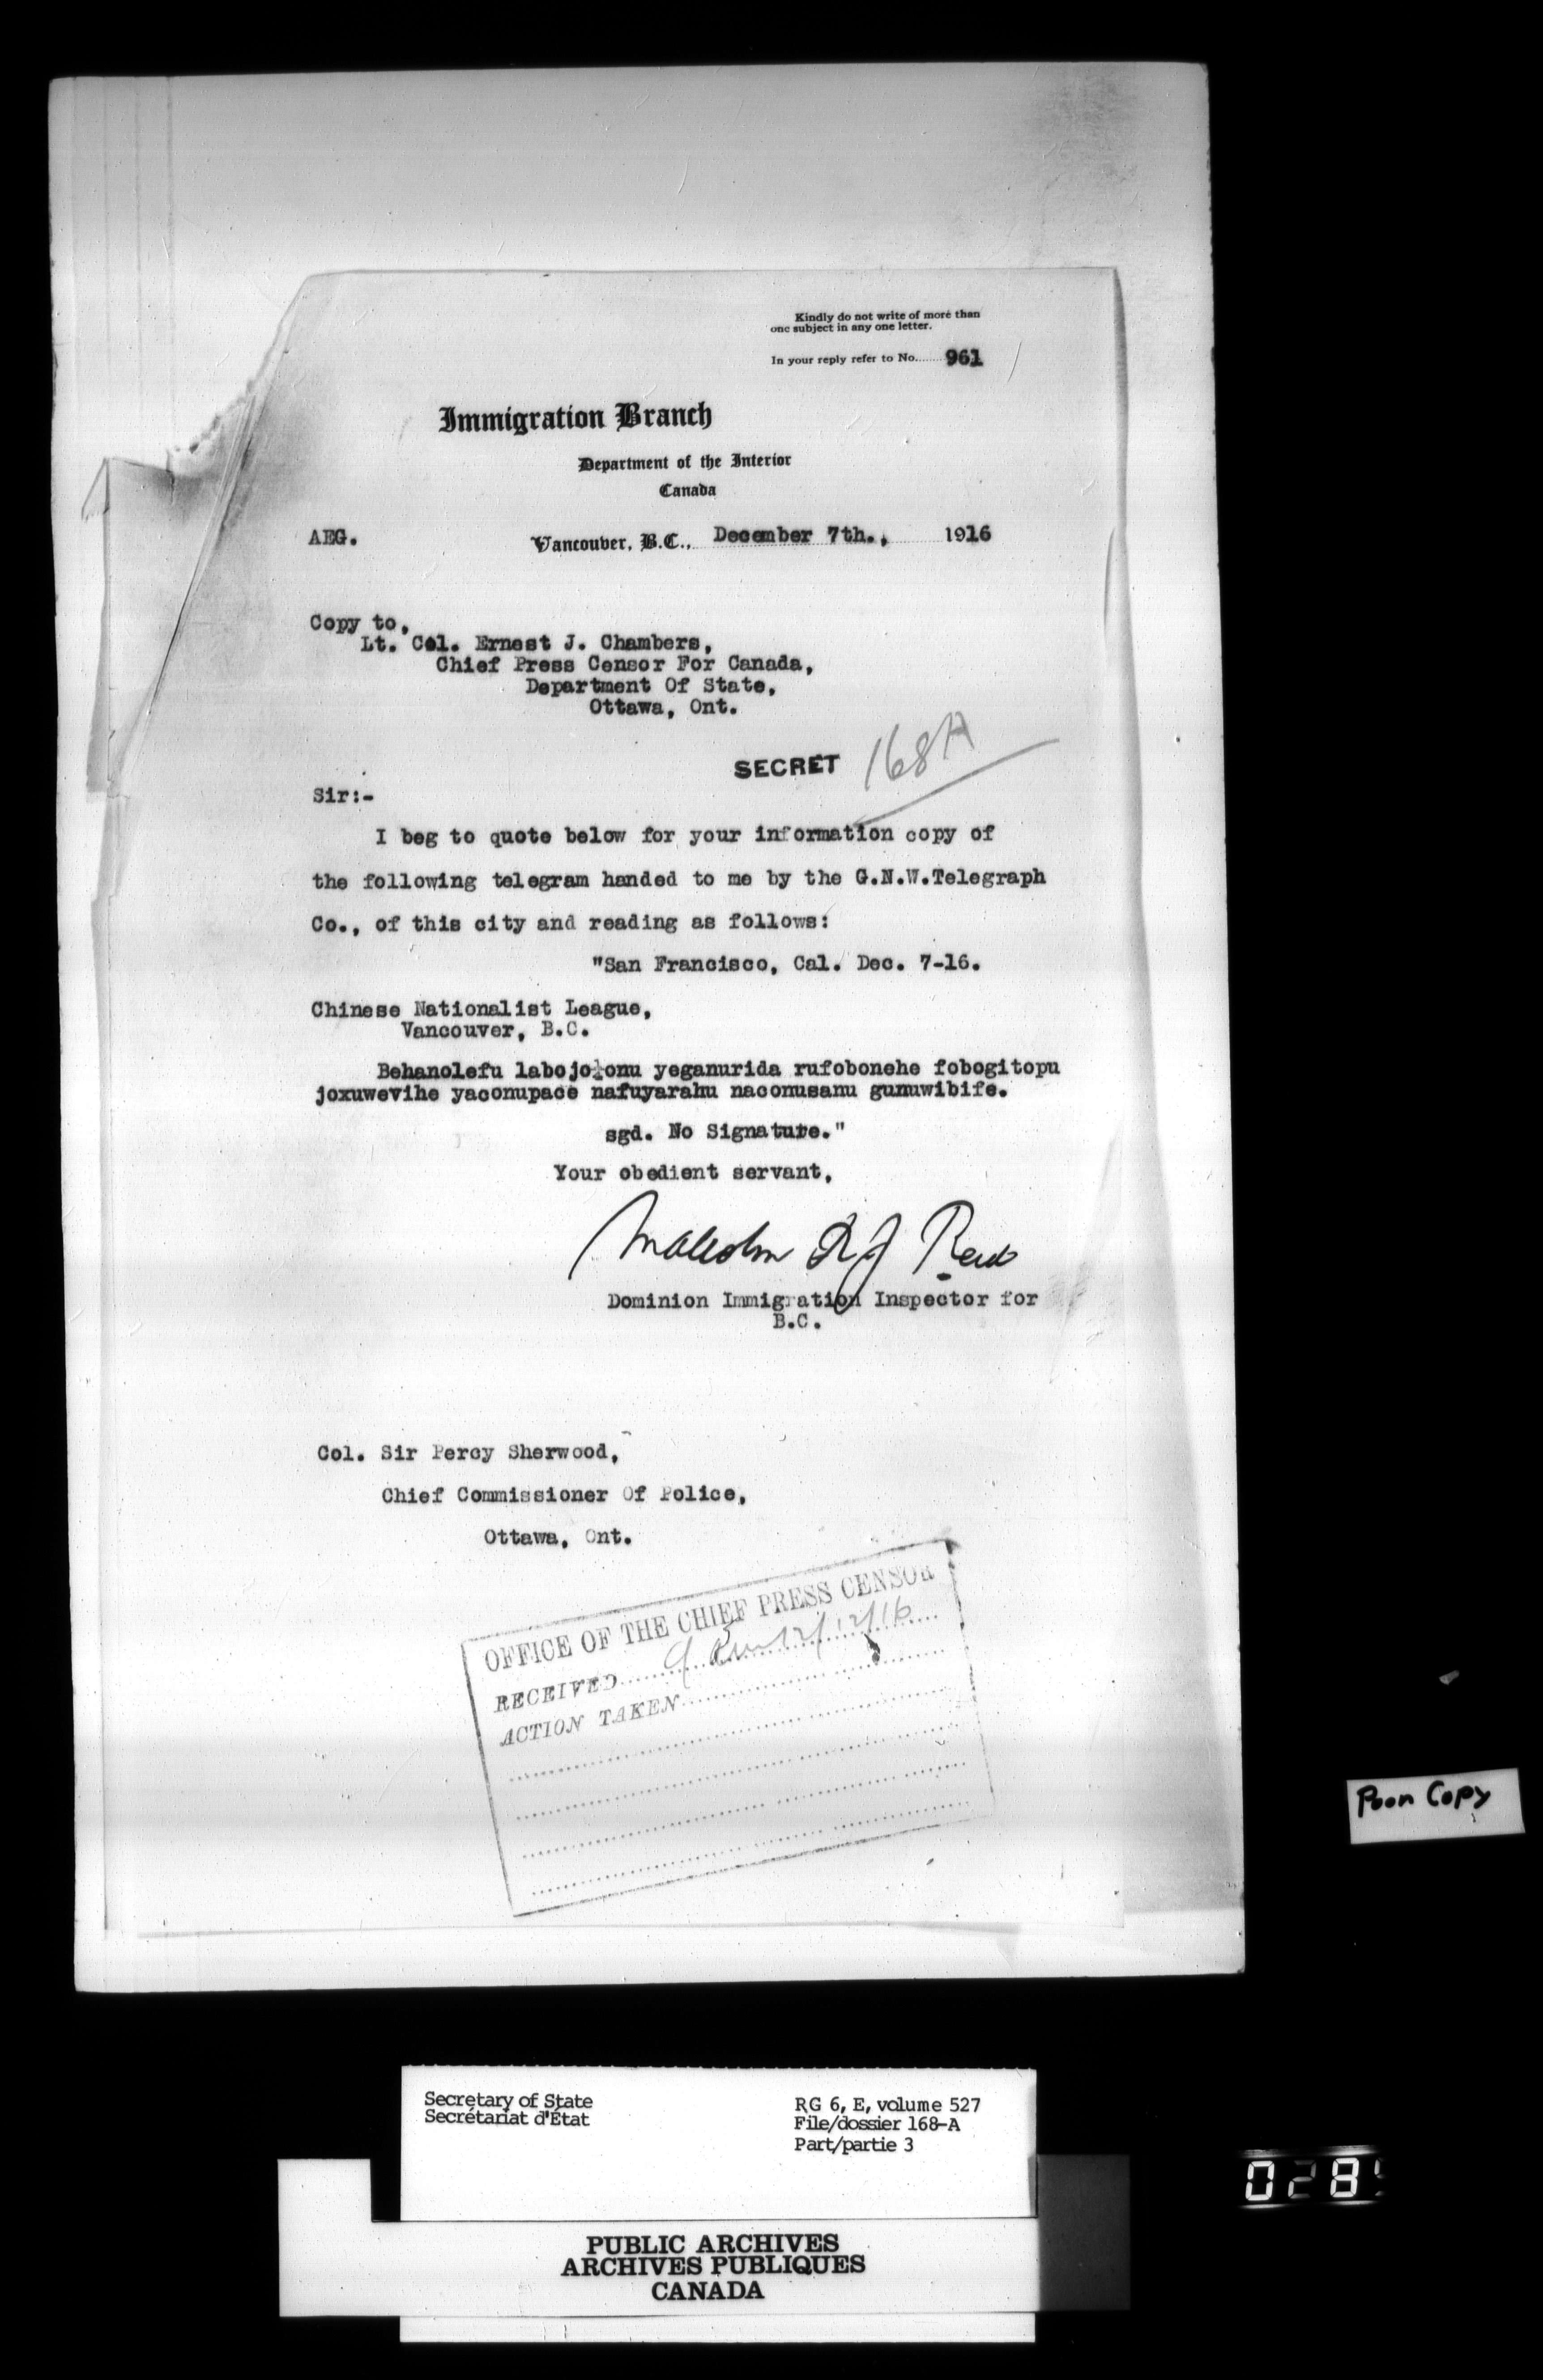 Kindly do not write of more than
one subject in any one letter.
In your reply refer to No. 961
Immigration Branch
Department of the Interior
Canada
AEG.
Vancouver, B.C., December 7th., 1916
Copy to,
Lt. Col. Ernest J. Chambers,
Chief Press Censor For Canada,
Department Of State,
Ottawa, Ont.
SECRET 168A
Sir:-
I beg to quote below for your information copy of
the following telegram handed to me by the G.N.W.Telegraph
Co., of this city and reading as follows:
"San Francisco, Cal. Dec. 7-16.
Chinese Nationalist League,
Vancouver, B.C.
Behanolefu yeganurida rufobonehe fobogitopu
joxuwevihe yaconupace nafuyarahu naconusanu gunuwibife.
sgd. No Signature."
Your obedient servant,
Malcolm R J Reid
Dominion Immigration Inspector for
B.C.
Col. Sir Percy Sherwood,
Chief Commissioner Of Police,
Ottawa, Ont.
OFFICE OF THE CHIEF PRESS CENSOR
RECEIVED 12/12/16
ACTION TAKEN
Poor Copy
Secretary of State
Secrétariat d'État
RG 6, E, volume 527
File/dossier 168-A
Part/partie 3
028
PUBLIC ARCHIVES
ARCHIVES PUBLIQUES
CANADA